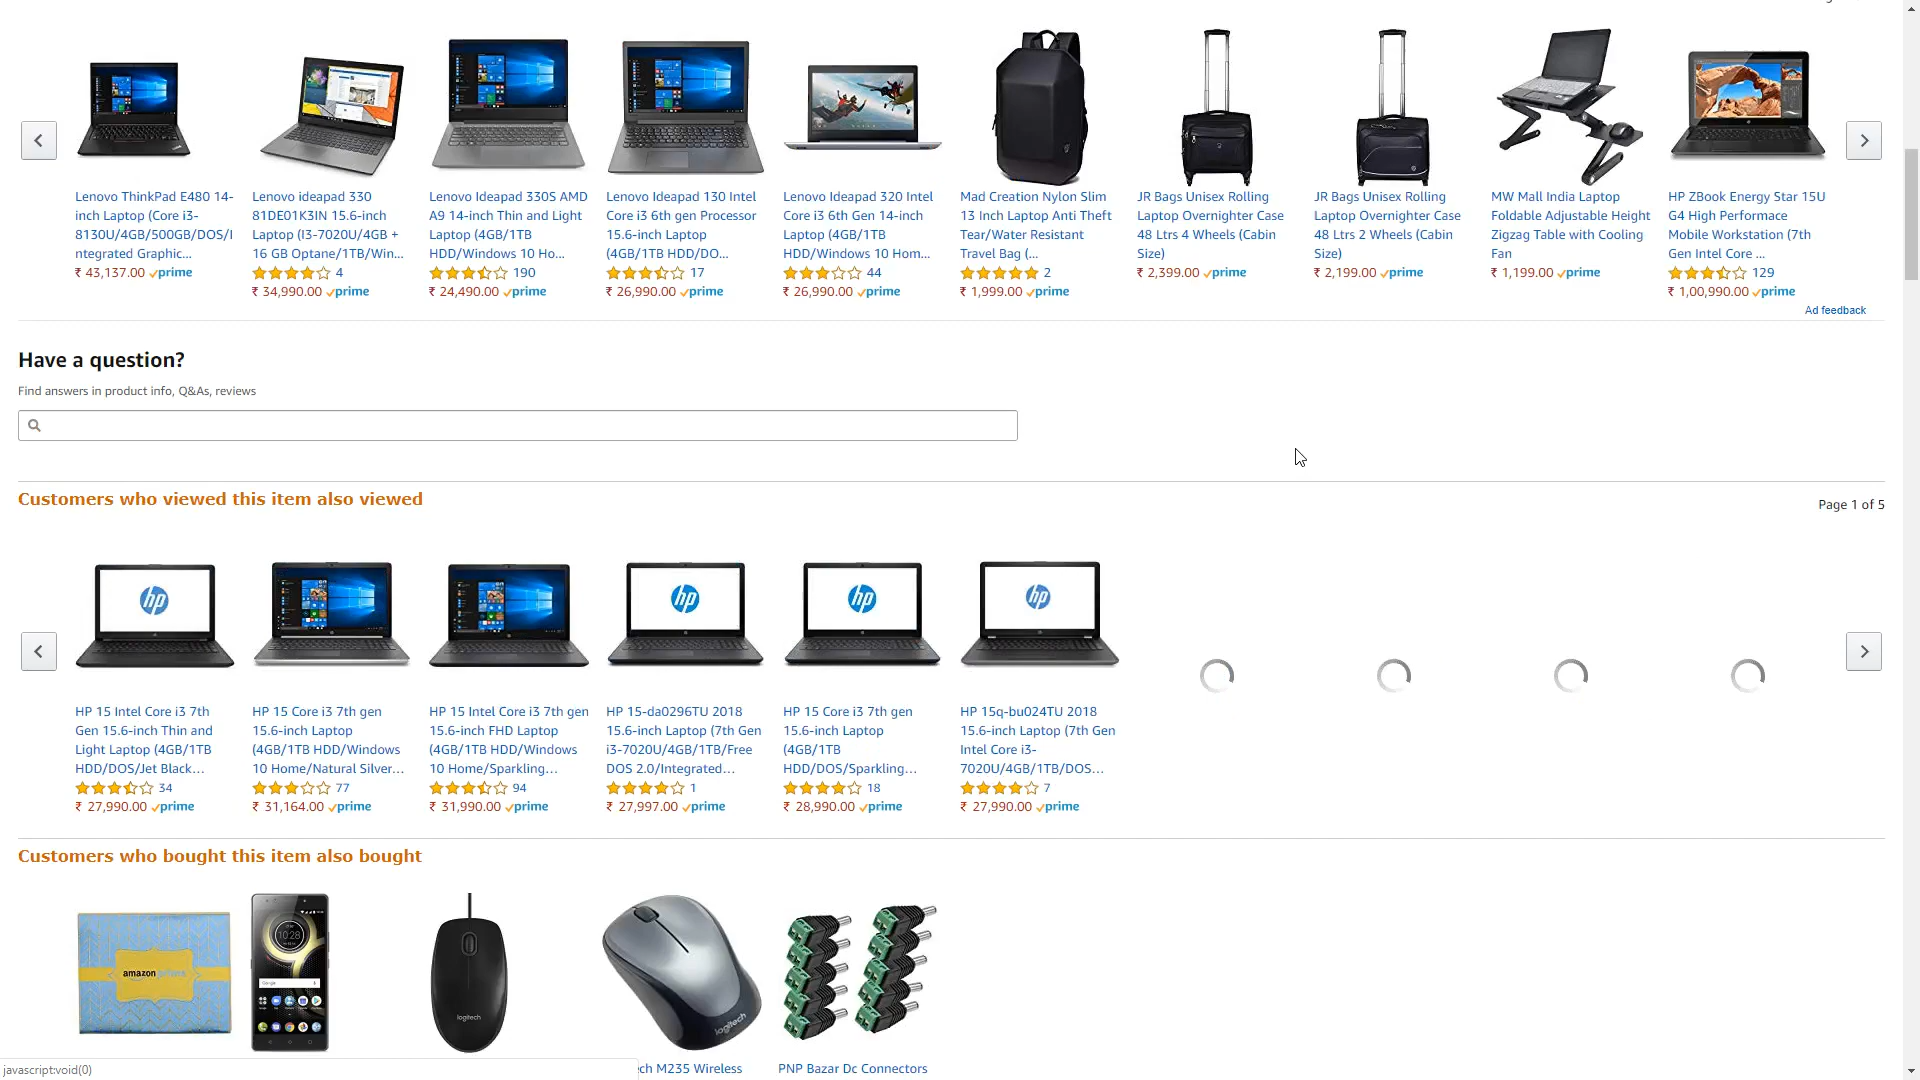 Lenovo ThinkPad E480 14-
inch Laptop (Core i3-
8130U/4GB/500GB/DOS/I
ntegrated Graphic...
₹ 43,137.00 prime
Lenovo ideapad 330
81DE01K3IN 15.6-inch
Laptop (I3-7020U/4GB +
16 GB Optane/1TB/Win...
4
₹ 34,990.00 prime
Lenovo Ideapad 330S AMD
A9 14-inch Thin and Light
Laptop (4GB/1TB
HDD/Windows 10 Ho...
190
₹ 24,490.00 prime
Lenovo Ideapad 130 Intel
Core i3 6th gen Processor
15.6-inch Laptop
(4GB/1TB HDD/DO...
17
₹ 26,990.00 prime
Lenovo Ideapad 320 Intel
Core i3 6th Gen 14-inch
Laptop (4GB/1TB
HDD/Windows 10 Hom...
44
₹ 26,990.00 prime
Mad Creation Nylon Slim
13 Inch Laptop Anti Theft
Tear/Water Resistant
Travel Bag (...
2
₹ 1,999.00 prime
JR Bags Unisex Rolling
Laptop Overnighter Case
48 Ltrs 4 Wheels (Cabin
Size)
₹ 2,399.00 prime
JR Bags Unisex Rolling
Laptop Overnighter Case
48 Ltrs 2 Wheels (Cabin
Size)
₹ 2,199.00 prime
MW Mall India Laptop
Foldable Adjustable Height
Zigzag Table with Cooling
Fan
₹ 1,199.00 prime
HP ZBook Energy Star 15U
G4 High Performace
Mobile Workstation (7th
Gen Intel Core ...
129
₹ 1,00,990.00 prime
Ad feedback
Have a question?
Find answers in product info, Q&As, reviews
Customers who viewed this item also viewed
Page 1 of 5
hp
hp
hp
hp
HP 15 Intel Core i3 7th
Gen 15.6-inch Thin and
Light Laptop (4GB/1TB
HDD/DOS/Jet Black...
34
₹ 27,990.00 prime
HP 15 Core i3 7th gen
15.6-inch Laptop
(4GB/1TB HDD/Windows
10 Home/Natural Silver...
77
₹ 31,164.00 prime
HP 15 Intel Core i3 7th gen
15.6-inch FHD Laptop
(4GB/1TB HDD/Windows
10 Home/Sparkling...
94
₹ 31,990.00 prime
HP 15-da0296TU 2018
15.6-inch Laptop (7th Gen
i3-7020U/4GB/1TB/Free
DOS 2.0/Integrated...
1
₹ 27,997.00 prime
HP 15 Core i3 7th gen
15.6-inch Laptop
(4GB/1TB
HDD/DOS/Sparkling...
18
₹ 28,990.00 prime
HP 15q-bu024TU 2018
15.6-inch Laptop (7th Gen
Intel Core i3-
7020U/4GB/1TB/DOS...
7
₹ 27,990.00 prime
Customers who bought this item also bought
amazon
10:28
Google
logitech
logitech
ech M235 Wireless
PNP Bazar Dc Connectors
javascript:void(0)